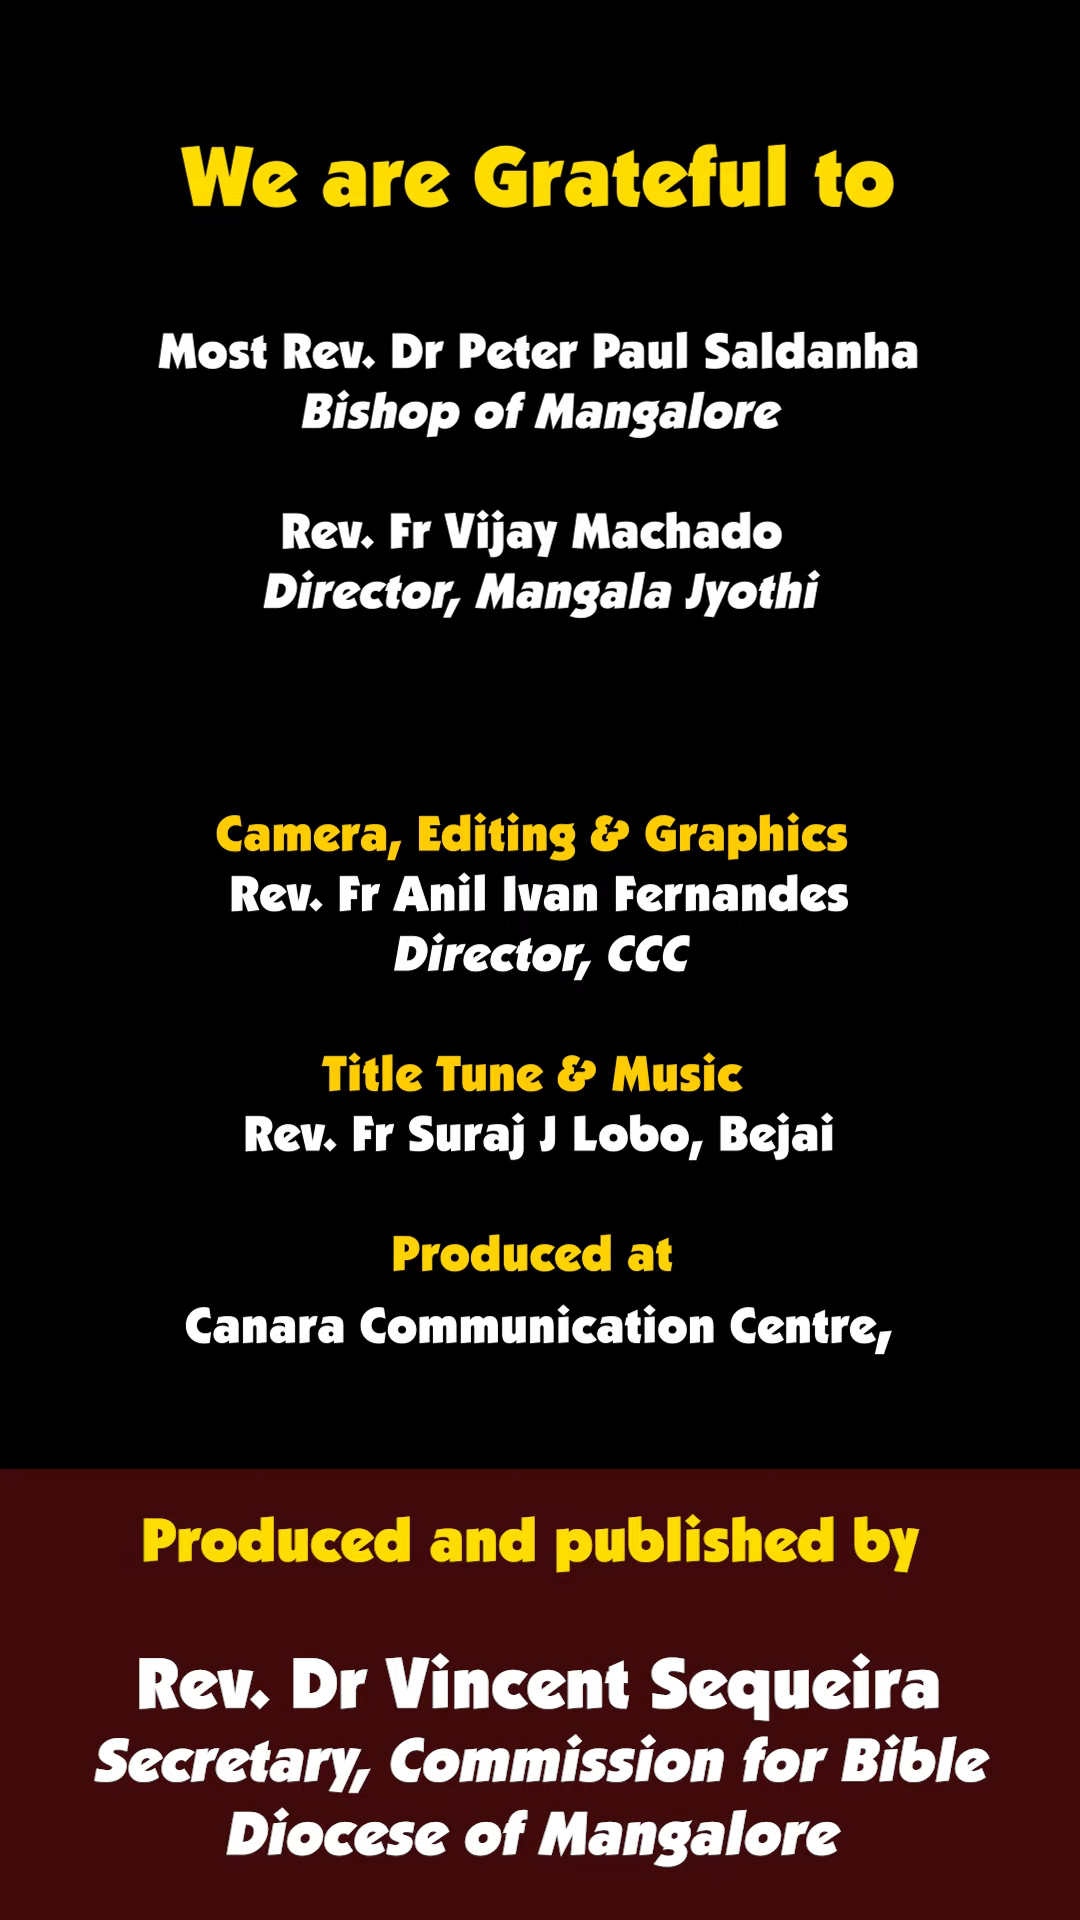 We are Grateful to
Most Rev. Dr Peter Paul Saldanha
Bishop of Mangalore
Rev. Fr Vijay Machado
Director, Mangala Jyothi
Camera, Editing & Graphics
Rev. Fr Anil Ivan Fernandes
Director, CCC
Title Tune & Music
Rev. Fr Suraj J Lobo, Bejai
Produced at
Canara Communication Centre,
Produced and published by
Rev. Dr Vincent Sequeira
Secretary, Commission for Bible
Diocese of Mangalore